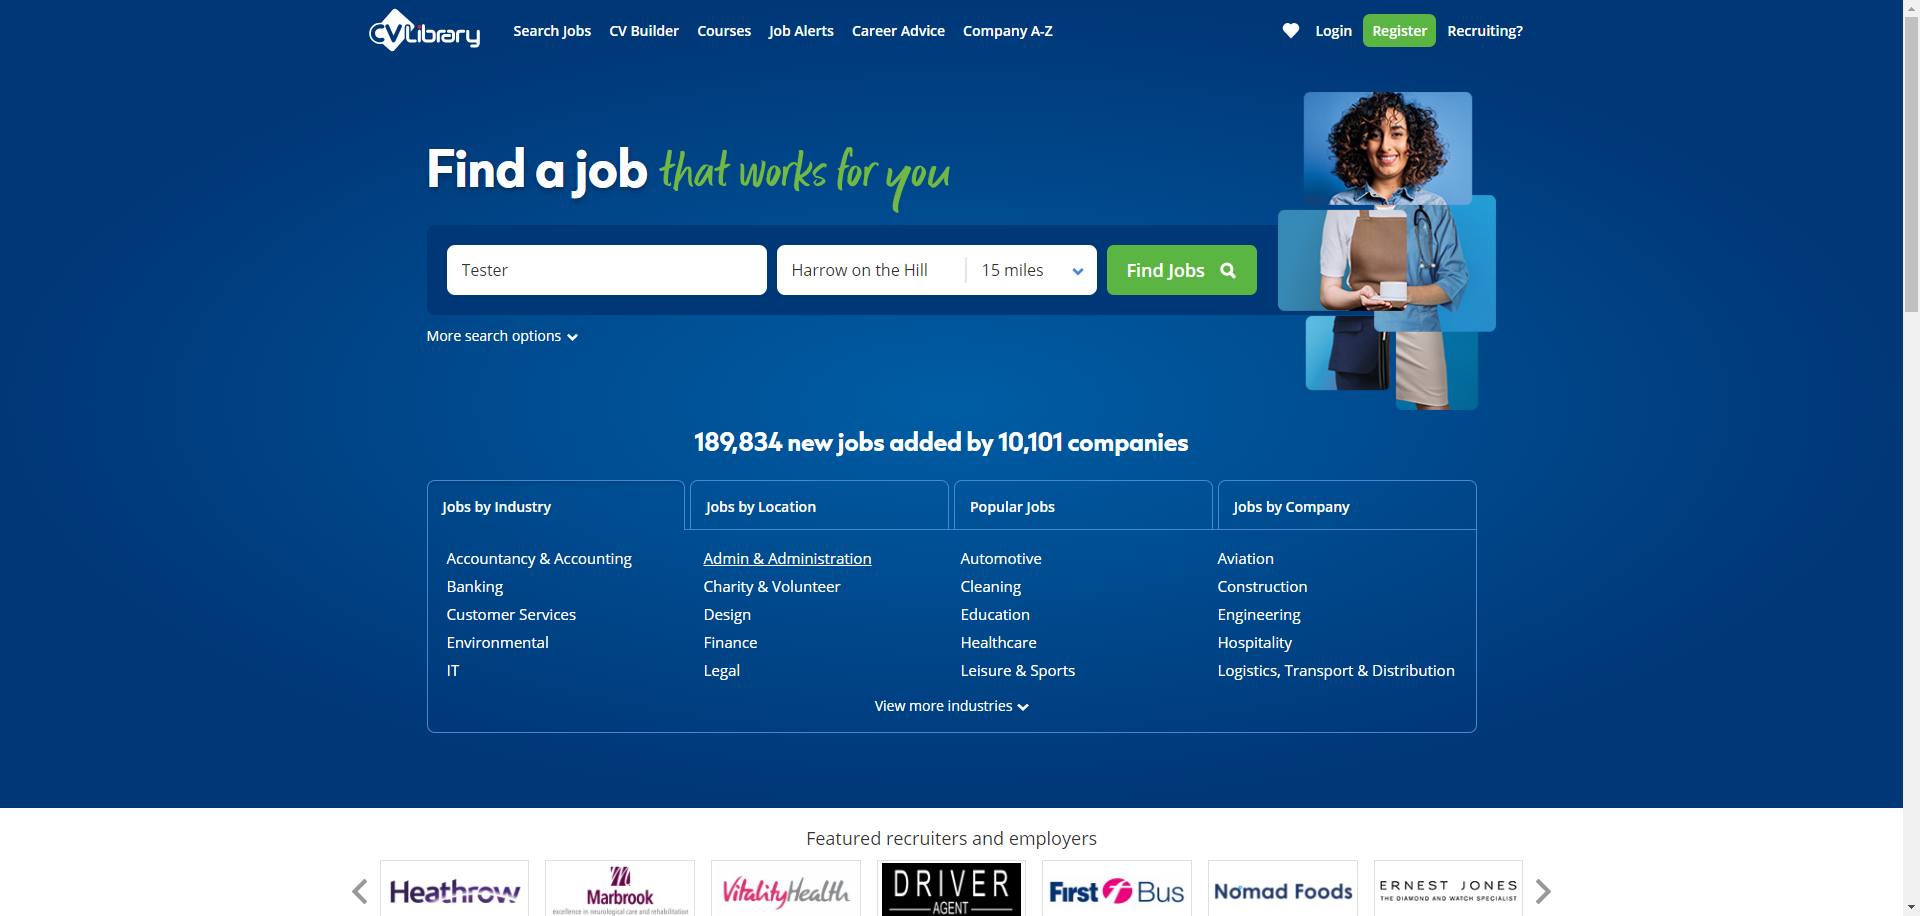 CVLibrary
Search Jobs CV Builder Courses Job Alerts Career Advice Company A-Z
Login Register Recruiting?
Find a job that works for you
Tester
Harrow on the Hill 15 miles
Find Jobs
More search options
189,834 new jobs added by 10,101 companies
Jobs by Industry Jobs by Location Popular Jobs Jobs by Company
Accountancy & Accounting Admin & Administration Automotive Aviation
Banking Charity & Volunteer Cleaning Construction
Customer Services Design Education Engineering
Environmental Finance Healthcare Hospitality
IT Legal Leisure & Sports Logistics, Transport & Distribution
View more industries
Featured recruiters and employers
Heathrow
Marbrook
excellence in neurological care and rehabilitation
VitalityHealth
DRIVER
AGENT
First Bus
Nomad Foods
ERNEST JONES
THE DIAMOND AND WATCH SPECIALIST